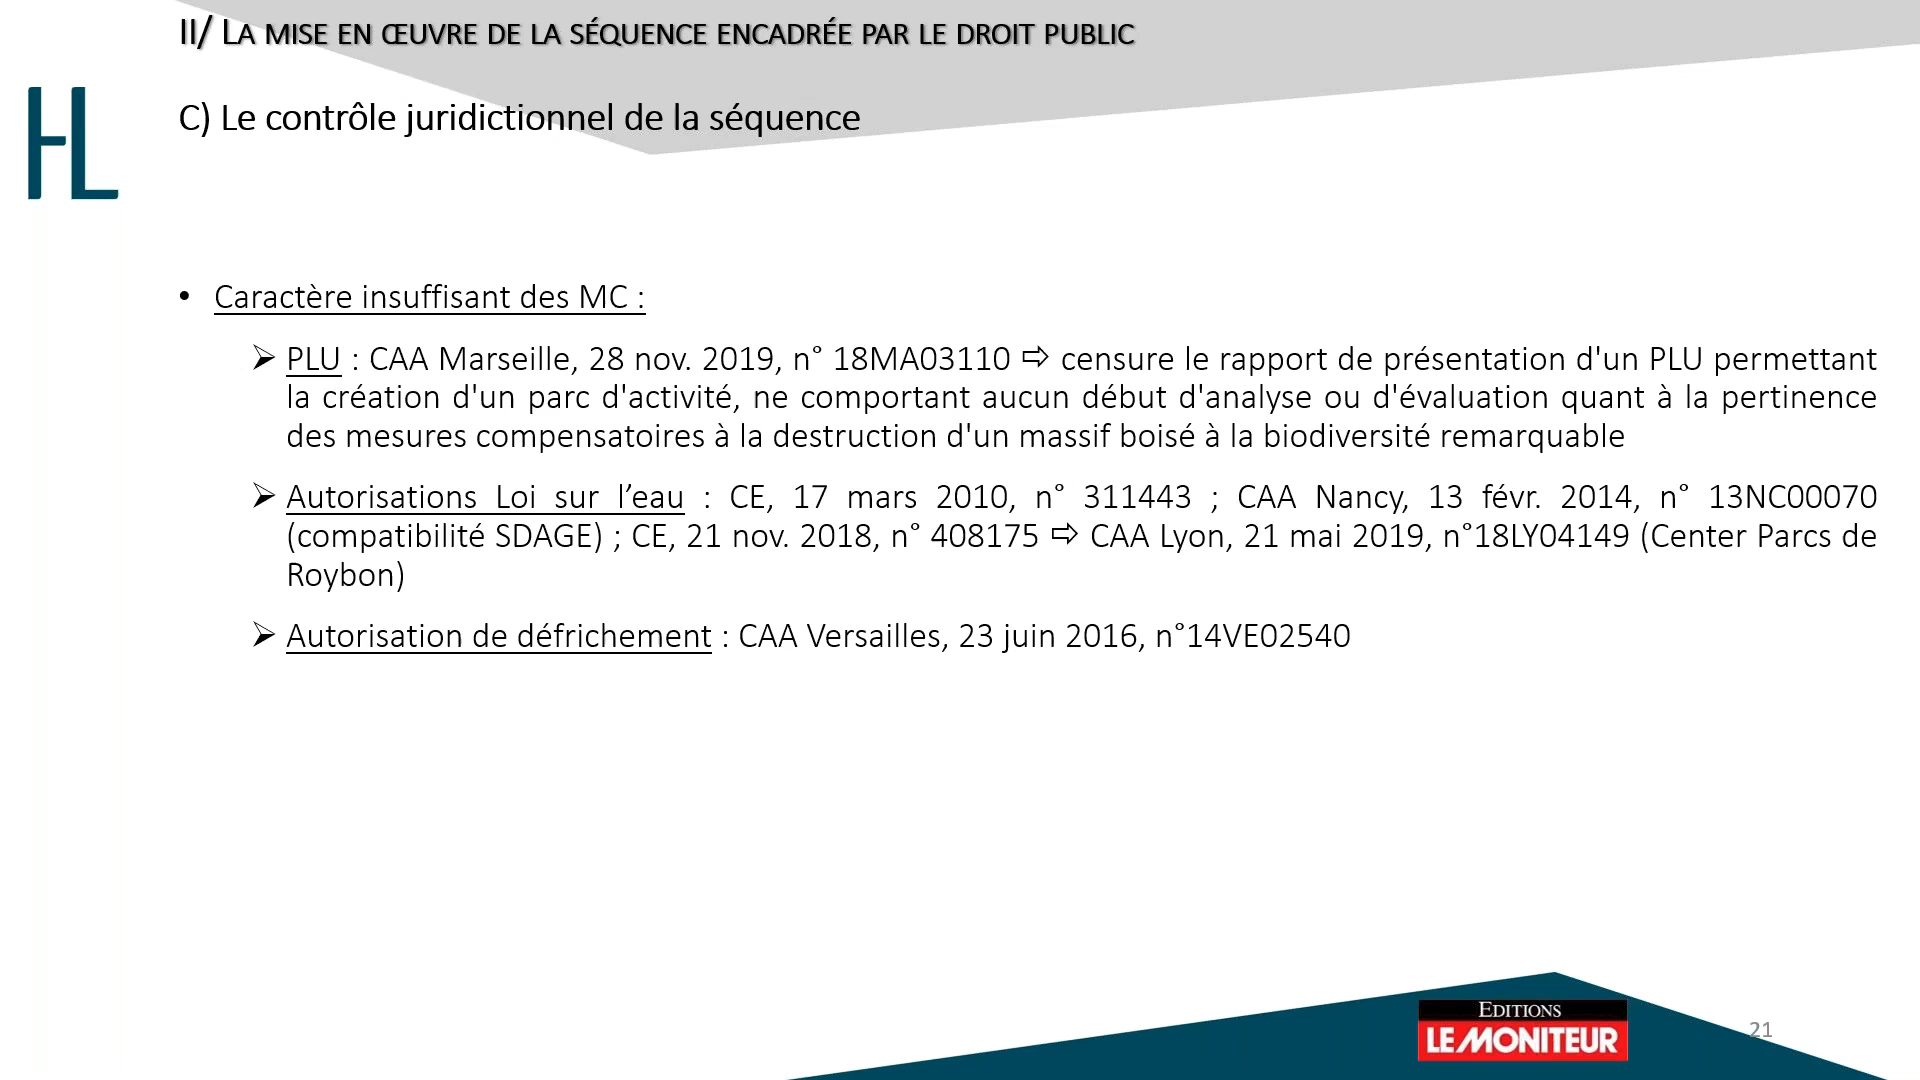 II/ LA MISE EN ŒUVRE DE LA SÉQUENCE ENCADRÉE PAR LE DROIT PUBLIC
HL
C) Le contrôle juridictionnel de la séquence
• Caractère insuffisant des MC :
➢ PLU : CAA Marseille, 28 nov. 2019, n° 18MA03110 ⇨ censure le rapport de présentation d'un PLU permettant
la création d'un parc d'activité, ne comportant aucun début d'analyse ou d'évaluation quant à la pertinence
des mesures compensatoires à la destruction d'un massif boisé à la biodiversité remarquable
➢ Autorisations Loi sur l’eau : CE, 17 mars 2010, n° 311443 ; CAA Nancy, 13 févr. 2014, n° 13NC00070
(compatibilité SDAGE) ; CE, 21 nov. 2018, n° 408175 ⇨ CAA Lyon, 21 mai 2019, n°18LY04149 (Center Parcs de
Roybon)
➢ Autorisation de défrichement : CAA Versailles, 23 juin 2016, n°14VE02540
EDITIONS
LE MONITEUR
21